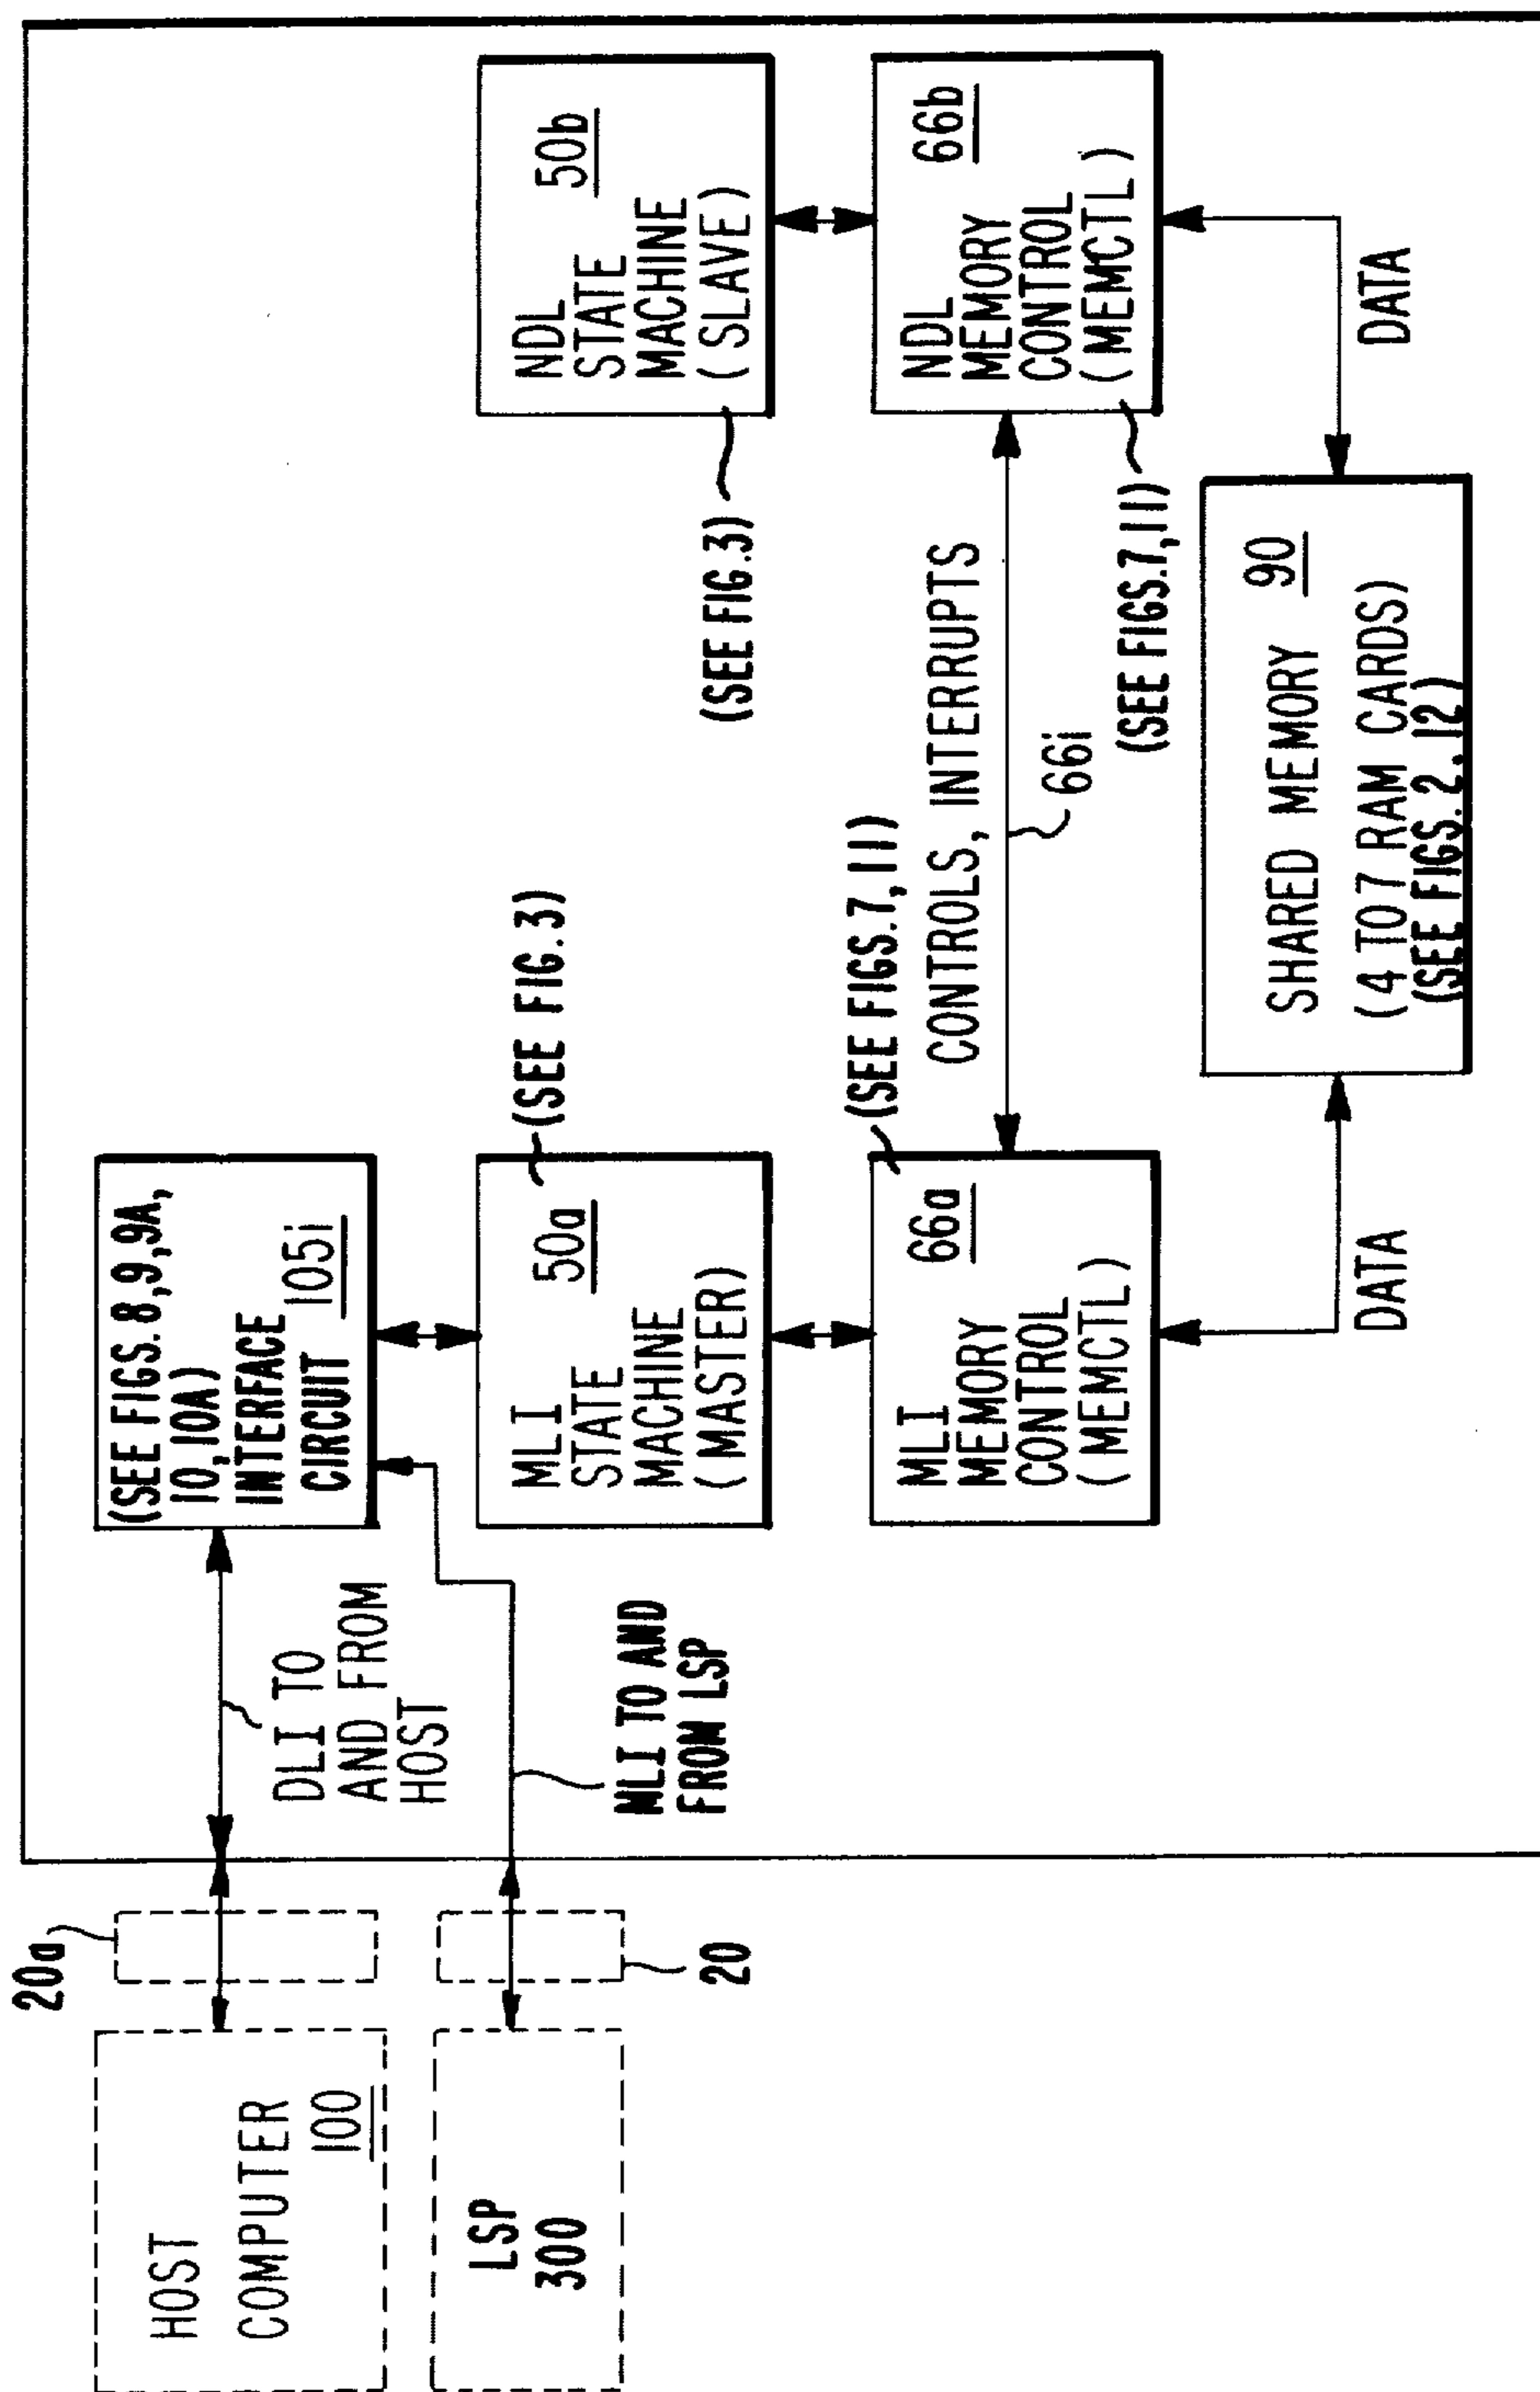 20a
HOST
COMPUTER
100
LSP
300
20
DLI TO
AND FROM
HOST
MLI TO AND
FROM LSP
(SEE FIGS.8,9,9A,
10,10A)
INTERFACE
CIRCUIT
105i
MLI
STATE
MACHINE
(MASTER)
50a
(SEE FIG.3)
MLI
MEMORY
CONTROL
(MEMCTL)
66a
(SEE FIGS.7,11)
CONTROLS, INTERRUPTS
66i
NDL
STATE
MACHINE
(SLAVE)
50b
(SEE FIG.3)
NDL
MEMORY
CONTROL
(MEMCTL)
66b
(SEE FIGS.7,11)
DATA
SHARED MEMORY
90
(4 TO 7 RAM CARDS)
(SEE FIGS. 2, 12)
DATA